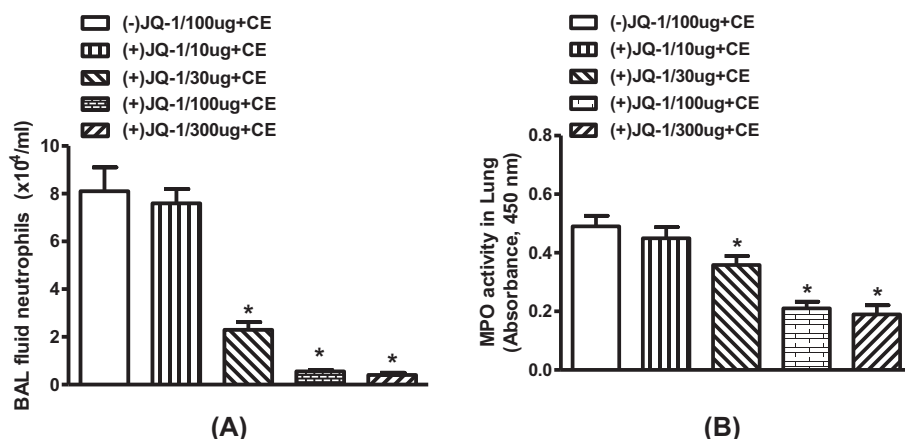 (-)JQ-1/100ug+CE
(+)JQ-1/10ug+CE
(+)JQ-1/30ug+CE
(+)JQ-1/100ug+CE
(+)JQ-1/300ug+CE
BAL fluid neutrophils (x10⁴/ml)
10
8
6
4
2
0
*
*
*
(A)
(-)JQ-1/100ug+CE
(+)JQ-1/10ug+CE
(+)JQ-1/30ug+CE
(+)JQ-1/100ug+CE
(+)JQ-1/300ug+CE
MPO activity in Lung
(Absorbance, 450 nm)
0.8
0.6
0.4
0.2
0.0
*
*
*
(B)